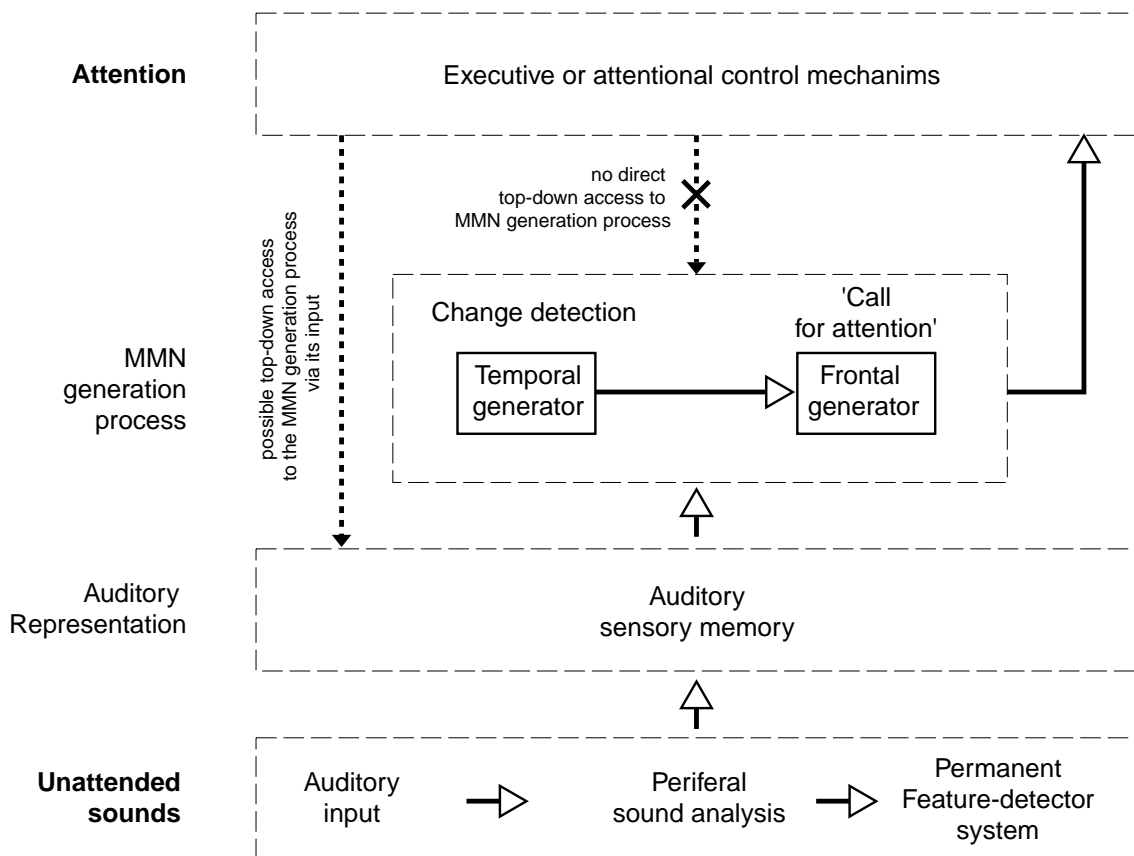 Attention
Executive or attentional control mechanims
no direct
top-down access to
MMN generation process
possible top-down access
to the MMN generation process
via its input
MMN
generation
process
Change detection
'Call
for attention'
Temporal
generator
Frontal
generator
Auditory
Representation
Auditory
sensory memory
Unattended
sounds
Auditory
input
Periferal
sound analysis
Permanent
Feature-detector
system